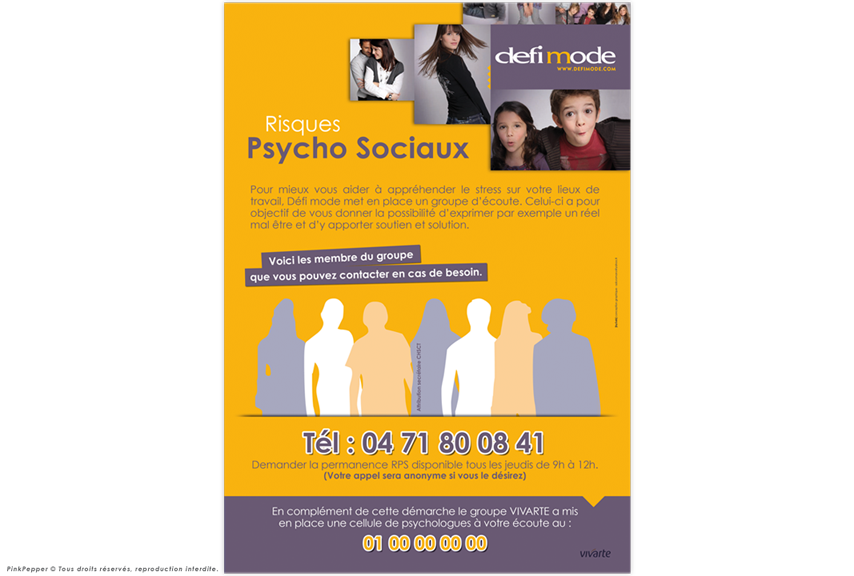 defi mode
WWW.DEFIMODE.COM
Risques
Psycho Sociaux
Pour mieux vous aider à appréhender le stress sur votre lieux de
travail, Défi mode met en place un groupe d'écoute. Celui-ci a pour
objectif de vous donner la possibilité d'exprimer par exemple un réel
mal être et d'y apporter soutien et solution.
Voici les membre du groupe
que vous pouvez contacter en cas de besoin.
Attribution secrétaire CHSCT
Tél : 04 71 80 08 41
Demander la permanence RPS disponible tous les jeudis de 9h à 12h.
(Votre appel sera anonyme si vous le désirez)
En complément de cette démarche le groupe VIVARTE a mis
en place une cellule de psychologues à votre écoute au :
01 00 00 00 00
vivarte
PinkPepper © Tous droits réservés, reproduction interdite.